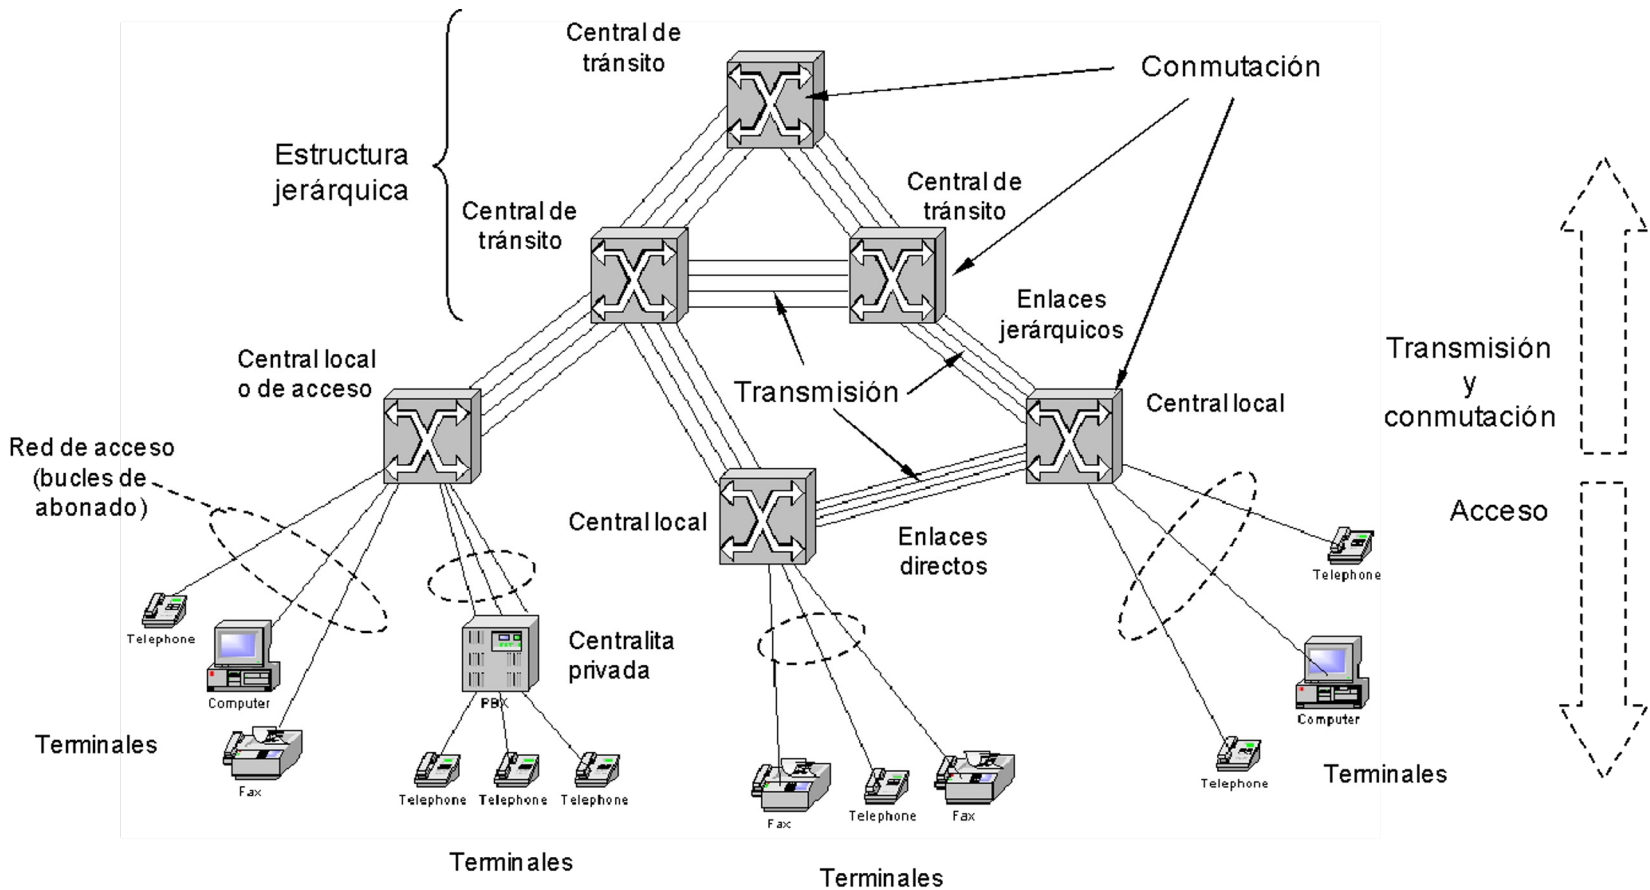 Central de
tránsito
Conmutación
Estructura
jerárquica
Central de
tránsito
Central de
tránsito
Enlaces
jerárquicos
Transmisión
y
conmutación
Central local
o de acceso
Transmisión
Central local
Red de acceso
(bucles de
abonado)
Central local
Enlaces
directos
Acceso
Telephone
Telephone
Centralita
privada
Computer
PBX
Computer
Terminales
Fax
Telephone
Telephone
Telephone
Fax
Telephone
Fax
Telephone
Terminales
Terminales
Terminales